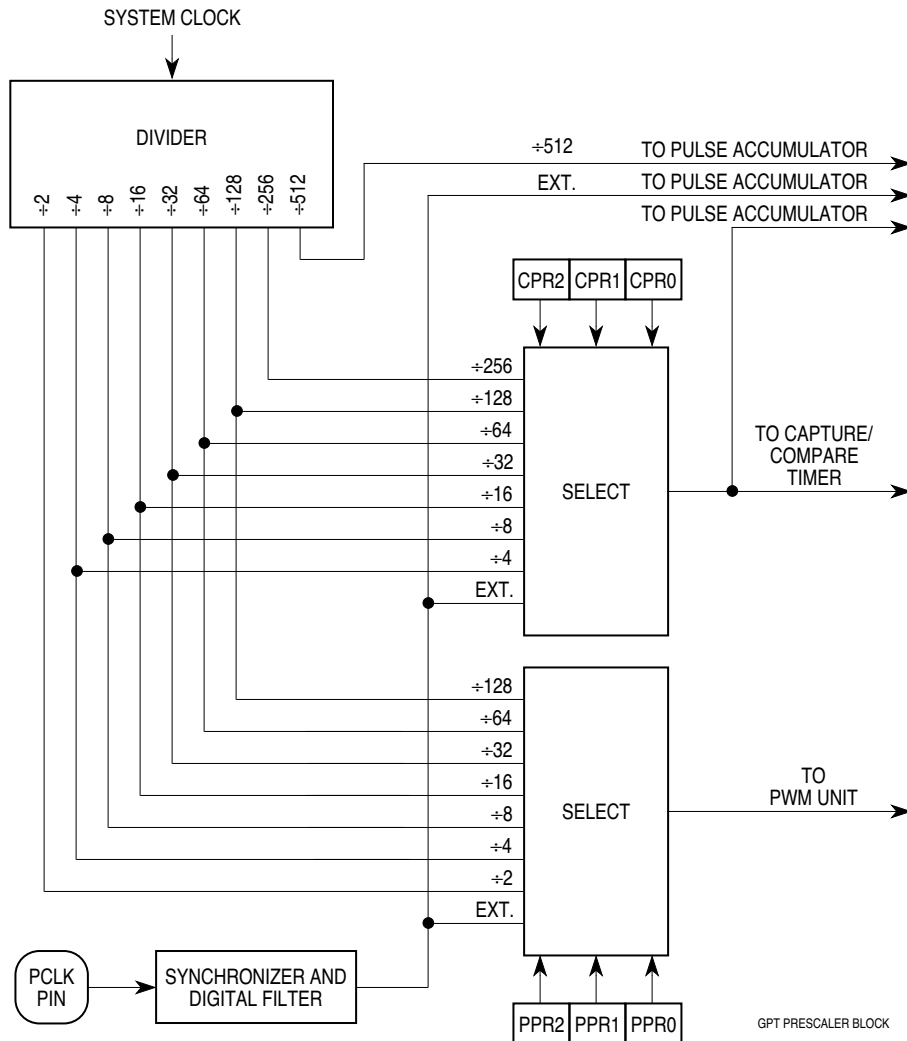 SYSTEM CLOCK
DIVIDER
÷2
÷4
÷8
÷16
÷32
÷64
÷128
÷256
÷512
÷512 TO PULSE ACCUMULATOR
EXT. TO PULSE ACCUMULATOR
TO PULSE ACCUMULATOR
CPR2 CPR1 CPR0
÷256
÷128
÷64
÷32
÷16
÷8
÷4
EXT.
SELECT
TO CAPTURE/
COMPARE
TIMER
÷128
÷64
÷32
÷16
÷8
÷4
÷2
EXT.
SELECT
TO
PWM UNIT
PCLK
PIN
SYNCHRONIZER AND
DIGITAL FILTER
PPR2 PPR1 PPR0
GPT PRESCALER BLOCK